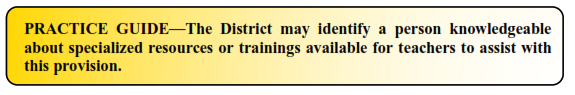 PRACTICE GUIDE—The District may identify a person knowledgeable
about specialized resources or trainings available for teachers to assist with
this provision.